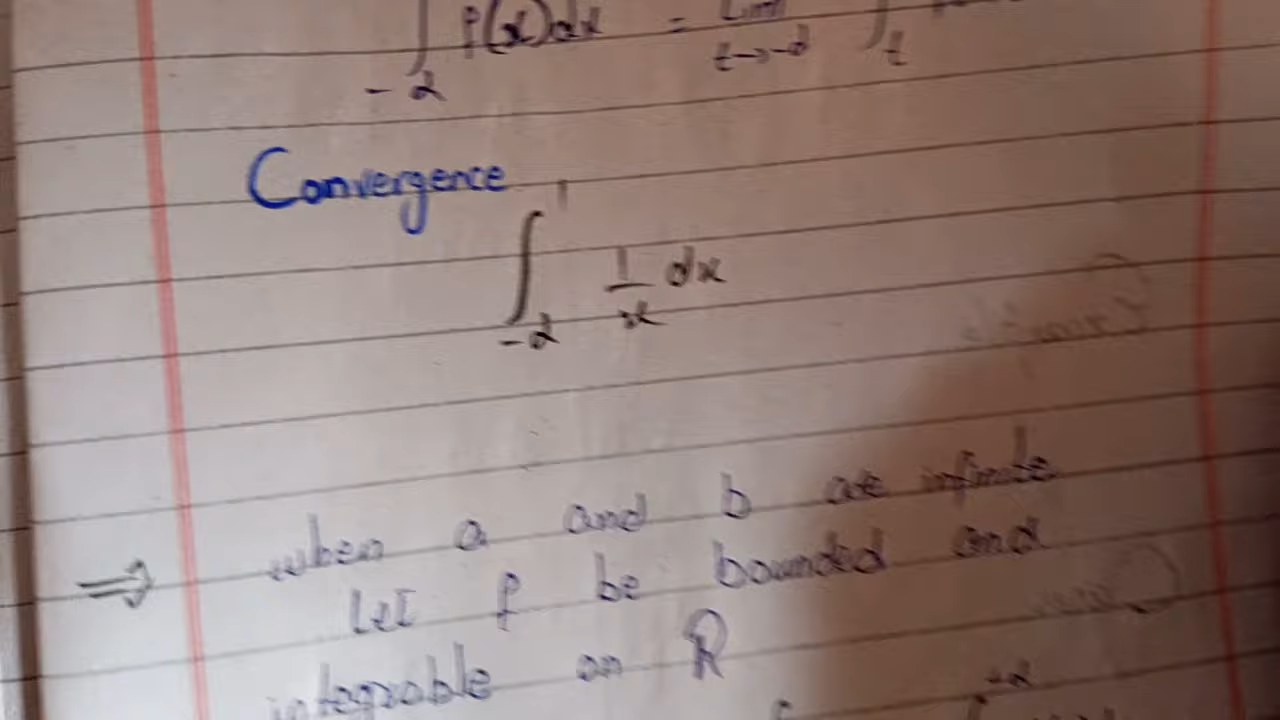 ∫ f(x)dx = lim ∫
-α t→-α t
Convergence
∫ 1/x dx
-α 1
⇒ when a and b are infinite
Let f be bounded and
integrable on R
+α